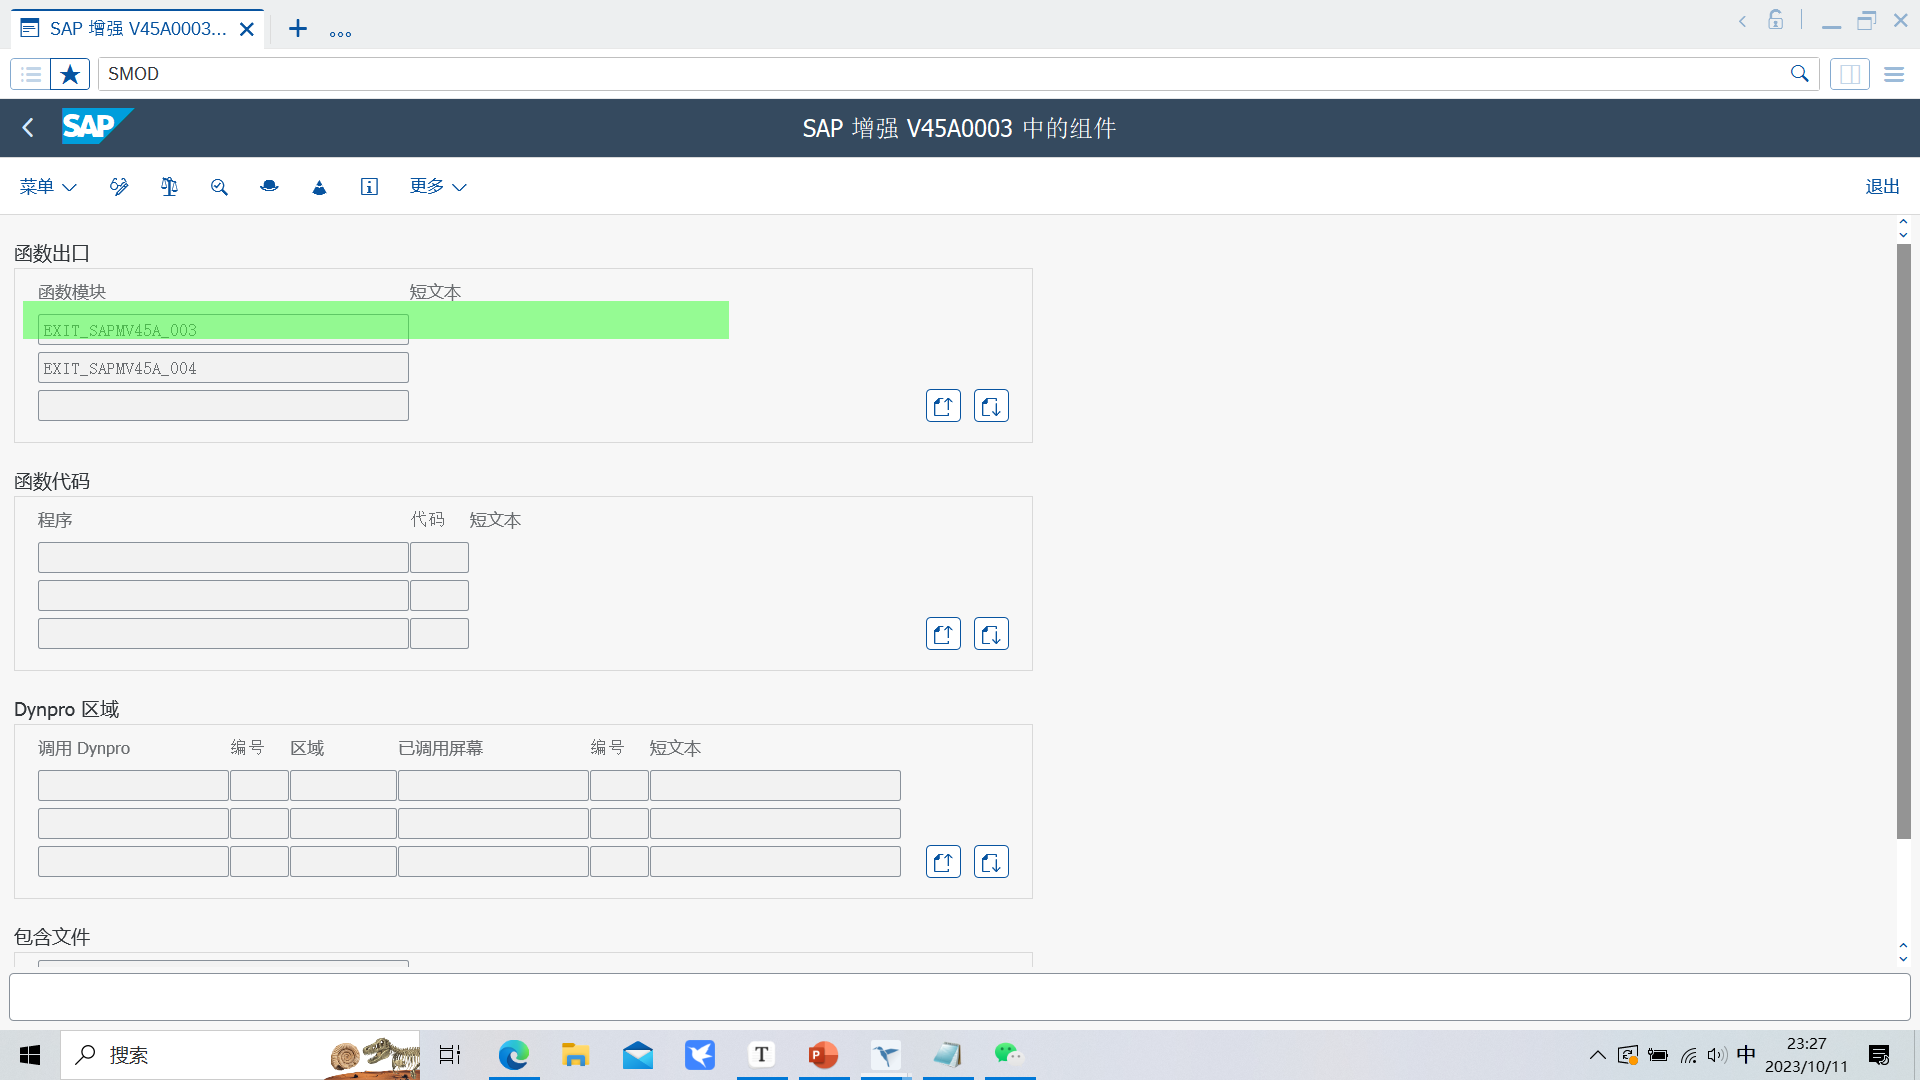 SAP 增强 V45A0003...
SMOD
SAP
SAP 增强 V45A0003 中的组件
菜单
更多
退出
函数出口
函数模块 短文本
EXIT_SAPMV45A_003
EXIT_SAPMV45A_004
函数代码
程序 代码 短文本
Dynpro 区域
调用 Dynpro 编号 区域 已调用屏幕 编号 短文本
包含文件
搜索
T
P
中
23:27
2023/10/11